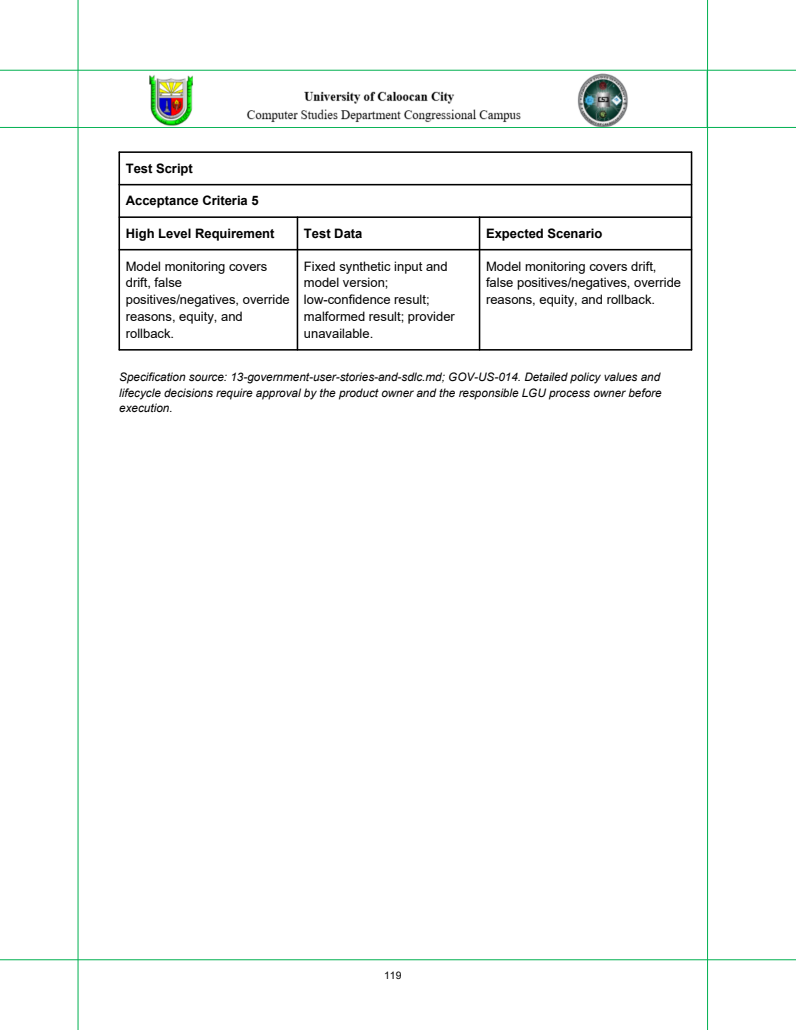 University of Caloocan City
Computer Studies Department Congressional Campus
Test Script
Acceptance Criteria 5
High Level Requirement
Test Data
Expected Scenario
Model monitoring covers
drift, false
positives/negatives, override
reasons, equity, and
rollback.
Fixed synthetic input and
model version;
low-confidence result;
malformed result; provider
unavailable.
Model monitoring covers drift,
false positives/negatives, override
reasons, equity, and rollback.
Specification source: 13-government-user-stories-and-sdlc.md; GOV-US-014. Detailed policy values and
lifecycle decisions require approval by the product owner and the responsible LGU process owner before
execution.
119